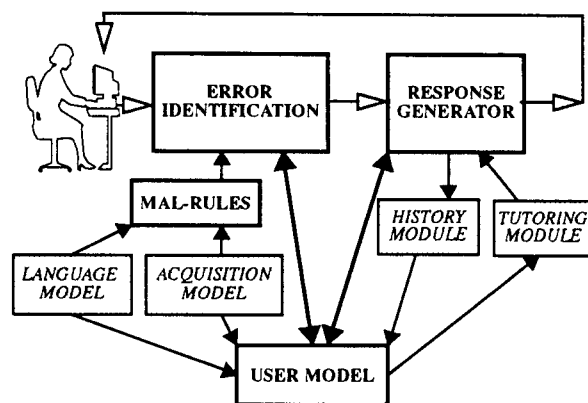 ERROR
IDENTIFICATION
RESPONSE
GENERATOR
MAL-RULES
HISTORY
MODULE
TUTORING
MODULE
LANGUAGE
MODEL
ACQUISITION
MODEL
USER MODEL